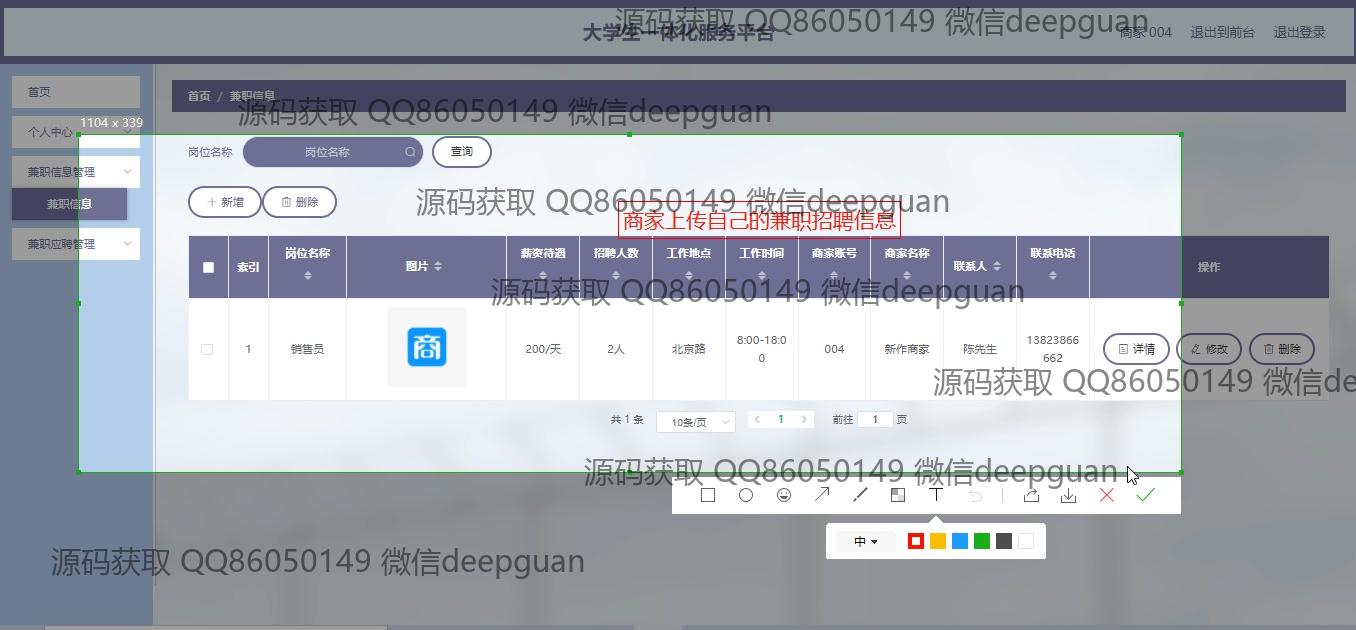 源码获取 QQ86050149 微信deepguan
大学生一体化服务平台
商家 004 退出到前台 退出登录
首页
首页 / 兼职信息
源码获取 QQ86050149 微信deepguan
1104 x 339
个人中心
岗位名称 岗位名称 查询
兼职信息管理
兼职信息
新增 删除
源码获取 QQ86050149 微信deepguan
商家上传自己的兼职招聘信息
兼职应聘管理
索引 岗位名称 图片 薪资待遇 招聘人数 工作地点 工作时间 商家账号 商家名称 联系人 联系电话 操作
源码获取 QQ86050149 微信deepguan
商
1 销售员 200/天 2人 北京路 8:00-18:0 004 新作商家 陈先生 13823866 详情 修改 删除
0 662
源码获取 QQ86050149 微信de
共 1 条 10条/页 1 前往 1 页
源码获取 QQ86050149 微信deepguan
T
中
源码获取 QQ86050149 微信deepguan